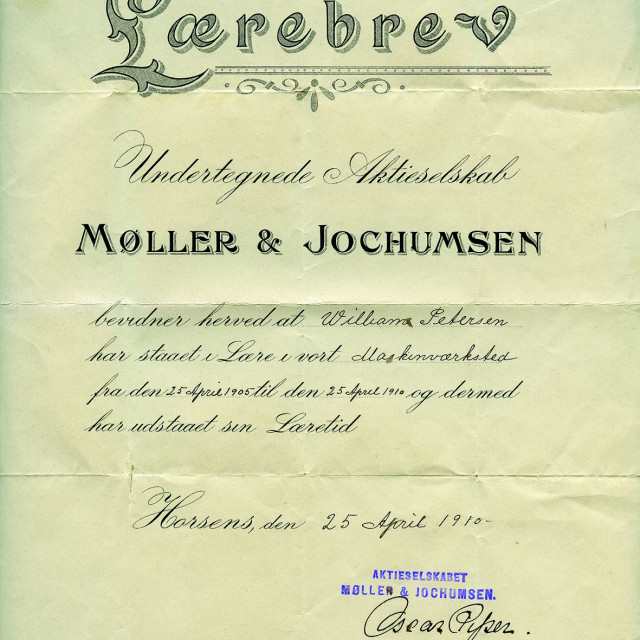 Lærebrev
Undertegnede Aktieselskab
MØLLER & JOCHUMSEN
bevidner herved at William Petersen
har staaet i Lære i vort Maskinværksted
fra den 25 April 1905 til den 25 April 1910 og dermed
har udstaaet sin Læretid
Horsens, den 25 April 1910-
AKTIESELSKABET
MØLLER & JOCHUMSEN.
Oscar